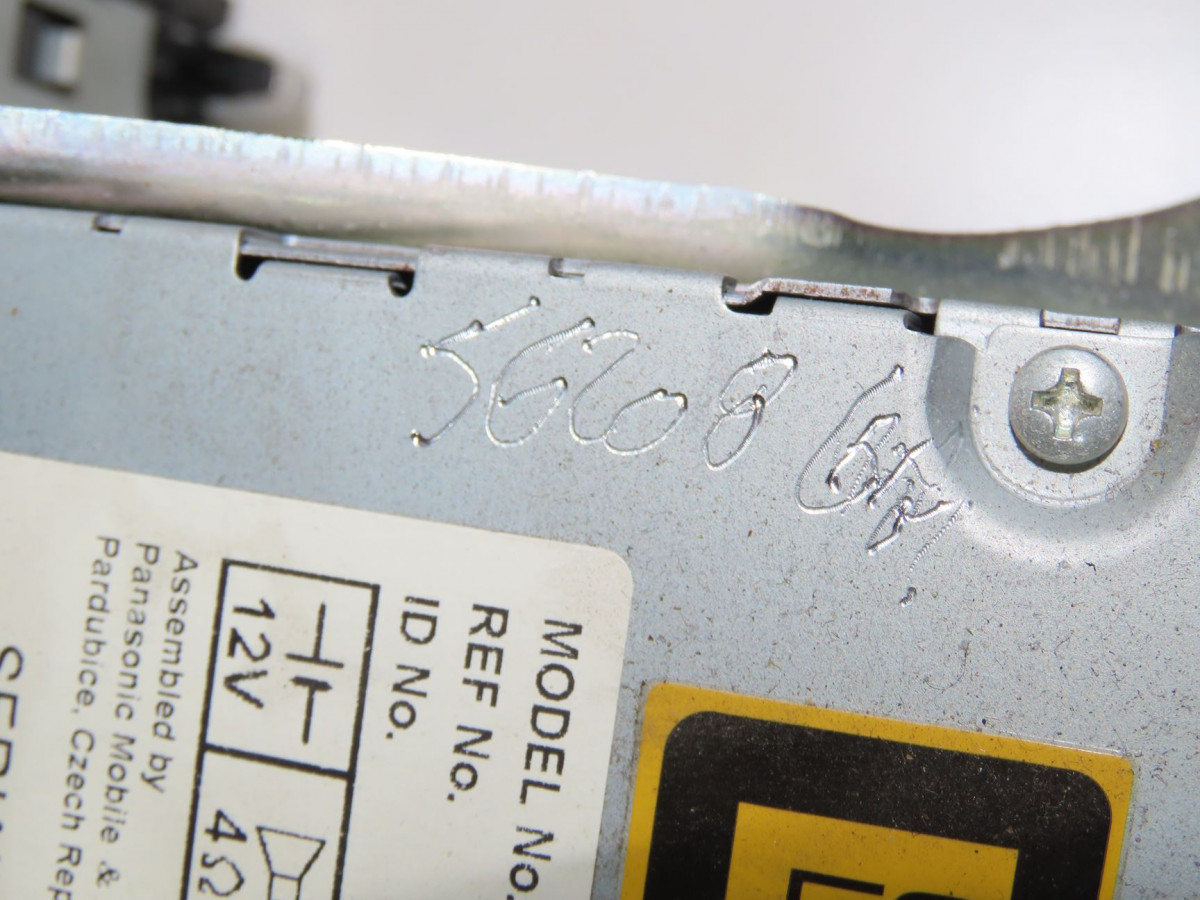 56608
MODEL NO.
REF NO.
ID NO.
12V
4Ω
Assembled by
Panasonic Mobile &
Pardubice, Czech Rep